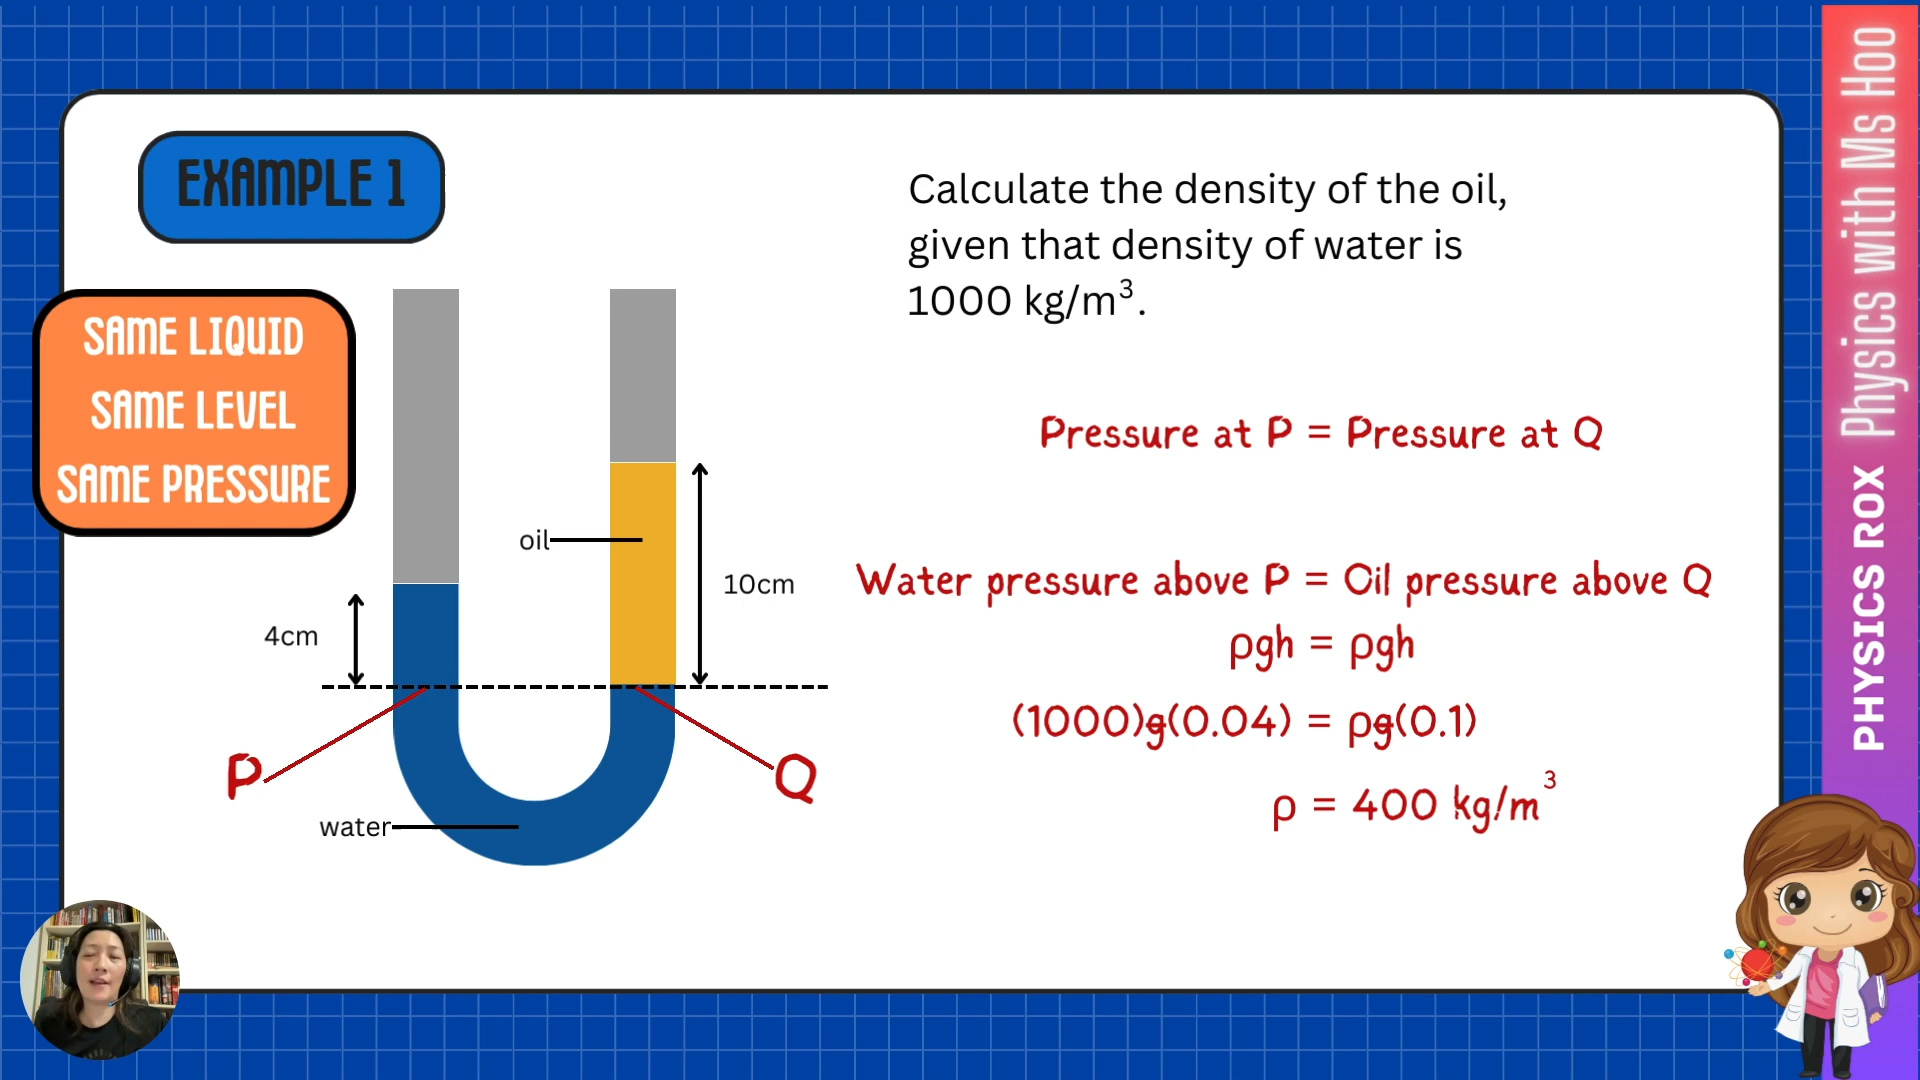 EXAMPLE 1
SAME LIQUID
SAME LEVEL
SAME PRESSURE
oil
10cm
4cm
P
Q
water
Calculate the density of the oil,
given that density of water is
1000 kg/m³.
Pressure at P = Pressure at Q
Water pressure above P = Oil pressure above Q
ρgh = ρgh
(1000)g(0.04) = ρg(0.1)
ρ = 400 kg/m³
PHYSICS ROX Physics with Ms Hoo